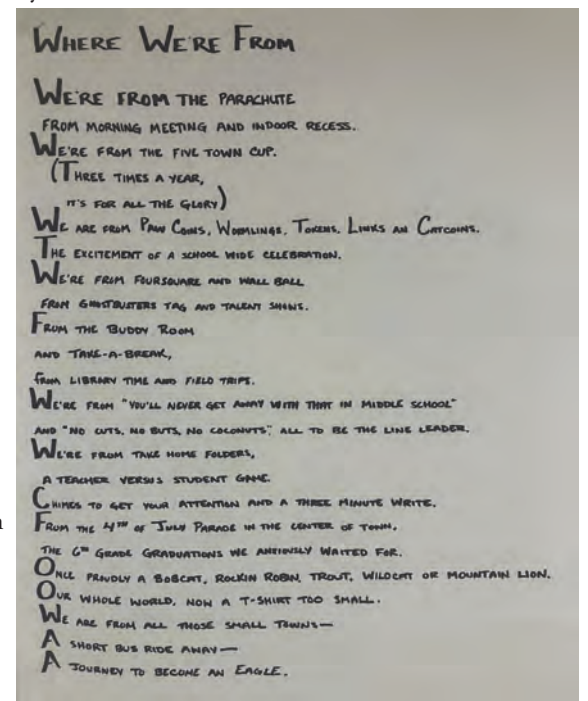 WHERE WE'RE FROM
WE'RE FROM THE PARACHUTE
FROM MORNING MEETING AND INDOOR RECESS.
WE'RE FROM THE FIVE TOWN CUP.
(THREE TIMES A YEAR,
IT'S FOR ALL THE GLORY)
WE ARE FROM PAW COINS, WORMLINGS, TOKENS, LINKS AN CATCOINS.
THE EXCITEMENT OF A SCHOOL WIDE CELEBRATION.
WE'RE FROM FOURSQUARE AND WALL BALL
FROM GHOSTBUSTERS TAG AND TALENT SHOWS.
FROM THE BUDDY ROOM
AND TAKE-A-BREAK,
FROM LIBRARY TIME AND FIELD TRIPS.
WE'RE FROM "YOU'LL NEVER GET AWAY WITH THAT IN MIDDLE SCHOOL"
AND "NO CUTS, NO BUTS, NO COCONUTS", ALL TO BE THE LINE LEADER.
WE'RE FROM TAKE HOME FOLDERS,
A TEACHER VERSUS STUDENT GAME.
CHIMES TO GET YOUR ATTENTION AND A THREE MINUTE WRITE.
FROM THE 4TH OF JULY PARADE IN THE CENTER OF TOWN,
THE 6TH GRADE GRADUATIONS WE ANXIOUSLY WAITED FOR.
ONCE PROUDLY A BOBCAT, ROCKIN ROBIN, TROUT, WILDCAT OR MOUNTAIN LION.
OUR WHOLE WORLD, NOW A T-SHIRT TOO SMALL.
WE ARE FROM ALL THOSE SMALL TOWNS—
A SHORT BUS RIDE AWAY—
A JOURNEY TO BECOME AN EAGLE.